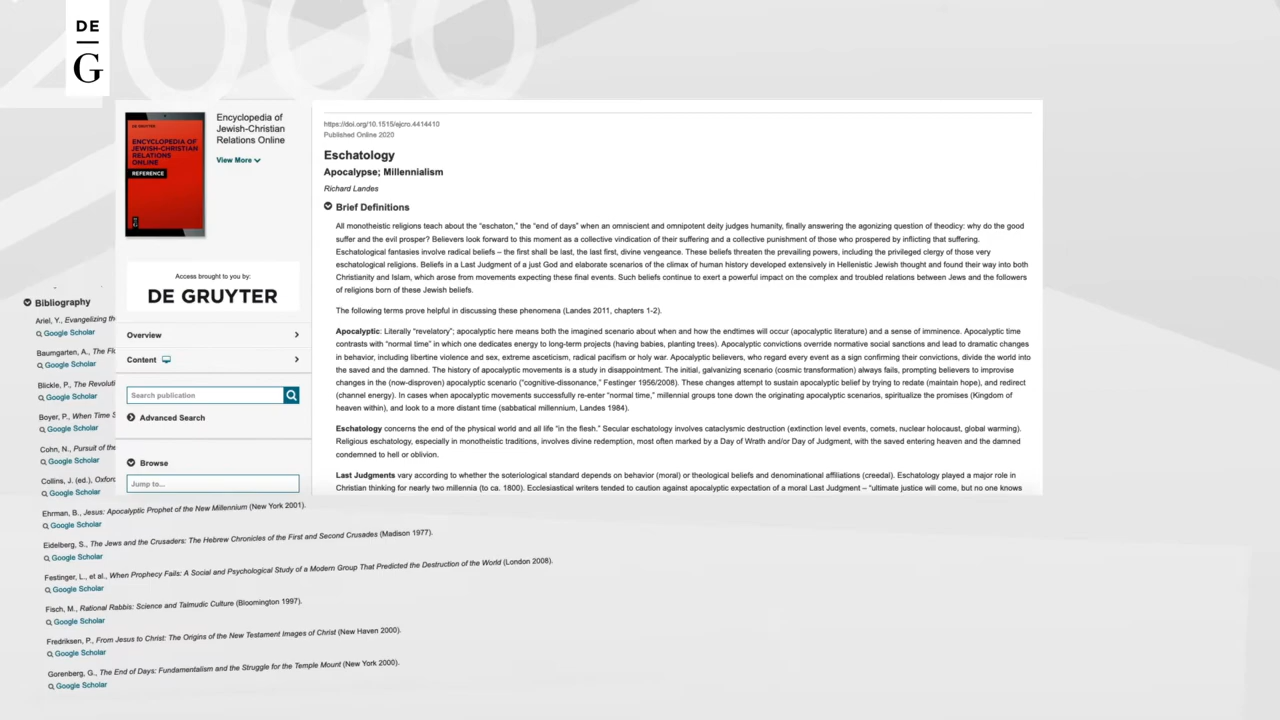 2000
DE
G
DE GRUYTER
ENCYCLOPEDIA OF
JEWISH-CHRISTIAN
RELATIONS
ONLINE
REFERENCE
Encyclopedia of
Jewish-Christian
Relations Online
View More
Access brought to you by:
DE GRUYTER
Overview
Content
Search publication
Advanced Search
Browse
Jump to...
https://doi.org/10.1515/ejcro.4414410
Published Online 2020
Eschatology
Apocalypse; Millennialism
Richard Landes
Brief Definitions
All monotheistic religions teach about the “eschaton,” the “end of days” when an omniscient and omnipotent deity judges humanity, finally answering the agonizing question of theodicy: why do the good
suffer and the evil prosper? Believers look forward to this moment as a collective vindication of their suffering and a collective punishment of those who prospered by inflicting that suffering.
Eschatological fantasies involve radical beliefs – the first shall be last, the last first, divine vengeance. These beliefs threaten the prevailing powers, including the privileged clergy of those very
eschatological religions. Beliefs in a Last Judgment of a just God and elaborate scenarios of the climax of human history developed extensively in Hellenistic Jewish thought and found their way into both
Christianity and Islam, which arose from movements expecting these final events. Such beliefs continue to exert a powerful impact on the complex and troubled relations between Jews and the followers
of religions born of these Jewish beliefs.
The following terms prove helpful in discussing these phenomena (Landes 2011, chapters 1-2).
Apocalyptic: Literally “revelatory”; apocalyptic here means both the imagined scenario about when and how the endtimes will occur (apocalyptic literature) and a sense of imminence. Apocalyptic time
contrasts with “normal time” in which one dedicates energy to long-term projects (having babies, planting trees). Apocalyptic convictions override normative social sanctions and lead to dramatic changes
in behavior, including libertine violence and sex, extreme asceticism, radical pacifism or holy war. Apocalyptic believers, who regard every event as a sign confirming their convictions, divide the world into
the saved and the damned. The history of apocalyptic movements is a study in disappointment. The initial, galvanizing scenario (cosmic transformation) always fails, prompting believers to improvise
changes in the (now-disproven) apocalyptic scenario (“cognitive-dissonance,” Festinger 1956/2008). These changes attempt to sustain apocalyptic belief by trying to redate (maintain hope), and redirect
(channel energy). In cases when apocalyptic movements successfully re-enter “normal time,” millennial groups tone down the originating apocalyptic scenarios, spiritualize the promises (Kingdom of
heaven within), and look to a more distant time (sabbatical millennium, Landes 1984).
Eschatology concerns the end of the physical world and all life “in the flesh.” Secular eschatology involves cataclysmic destruction (extinction level events, comets, nuclear holocaust, global warming).
Religious eschatology, especially in monotheistic traditions, involves divine redemption, most often marked by a Day of Wrath and/or Day of Judgment, with the saved entering heaven and the damned
condemned to hell or oblivion.
Last Judgments vary according to whether the soteriological standard depends on behavior (moral) or theological beliefs and denominational affiliations (creedal). Eschatology played a major role in
Christian thinking for nearly two millennia (to ca. 1800). Ecclesiastical writers tended to caution against apocalyptic expectation of a moral Last Judgment – “ultimate justice will come, but no one knows
Bibliography
Ariel, Y., Evangelizing th
Google Scholar
Baumgarten, A., The Fl
Google Scholar
Blickle, P., The Revoluti
Google Scholar
Boyer, P., When Time S
Google Scholar
Cohn, N., Pursuit of the
Google Scholar
Collins, J. (ed.), Oxford
Google Scholar
Ehrman, B., Jesus: Apocalyptic Prophet of the New Millennium (New York 2001).
Google Scholar
Eidelberg, S., The Jews and the Crusaders: The Hebrew Chronicles of the First and Second Crusades (Madison 1977).
Google Scholar
Festinger, L., et al., When Prophecy Fails: A Social and Psychological Study of a Modern Group That Predicted the Destruction of the World (London 2008).
Google Scholar
Fisch, M., Rational Rabbis: Science and Talmudic Culture (Bloomington 1997).
Google Scholar
Fredriksen, P., From Jesus to Christ: The Origins of the New Testament Images of Christ (New Haven 2000).
Google Scholar
Gorenberg, G., The End of Days: Fundamentalism and the Struggle for the Temple Mount (New York 2000).
Google Scholar